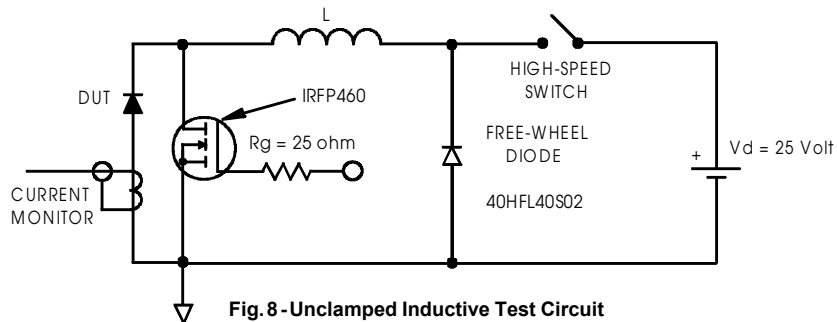 L
HIGH-SPEED
SWITCH
DUT
IRFP460
Rg = 25 ohm
FREE-WHEEL
DIODE
40HFL40S02
+
Vd = 25 Volt
CURRENT
MONITOR
Fig. 8 - Unclamped Inductive Test Circuit